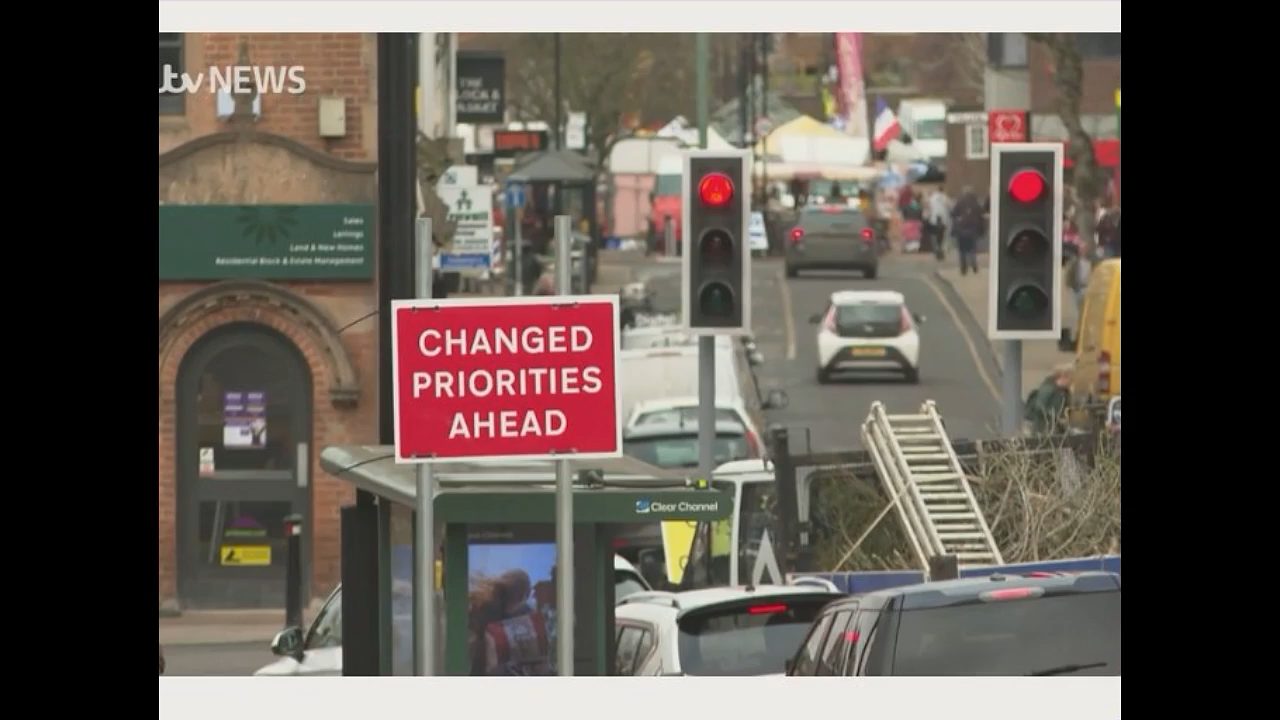 itv NEWS
Sales
Lettings
Land & New Homes
Residential Block & Estate Management
CHANGED
PRIORITIES
AHEAD
Clear Channel